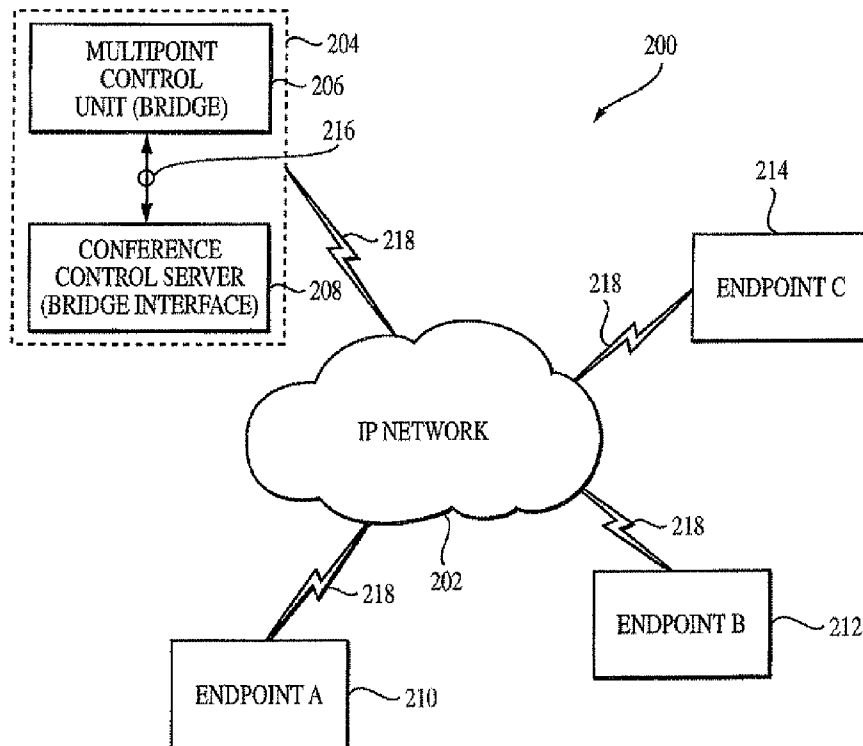 MULTIPOINT
CONTROL
UNIT (BRIDGE)
204
206
216
200
CONFERENCE
CONTROL SERVER
(BRIDGE INTERFACE)
208
218
214
ENDPOINT C
218
IP NETWORK
202
218
ENDPOINT B
212
218
ENDPOINT A
210